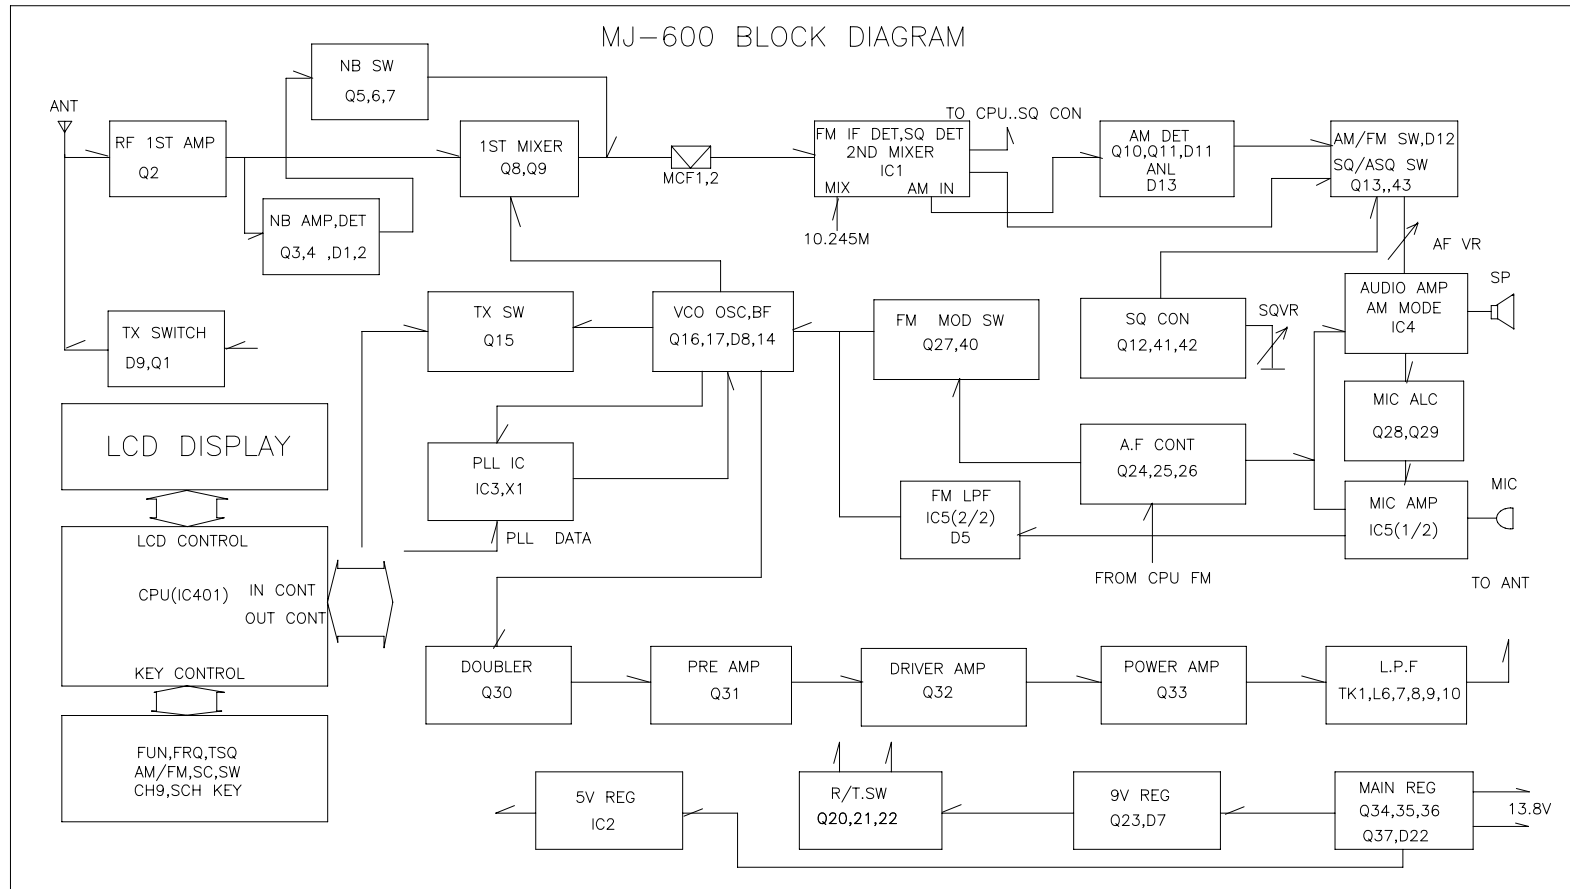 MJ-600 BLOCK DIAGRAM
NB SW
Q5,6,7
ANT
RF 1ST AMP
Q2
NB AMP,DET
Q3,4 ,D1,2
1ST MIXER
Q8,Q9
MCF1,2
FM IF DET,SQ DET
2ND MIXER
IC1
MIX
AM IN
10.245M
TO CPU..SQ CON
AM DET
Q10,Q11,D11
ANL
D13
AM/FM SW,D12
SQ/ASQ SW
Q13,,43
AF VR
TX SWITCH
D9,Q1
TX SW
Q15
VCO OSC,BF
Q16,17,D8,14
FM MOD SW
Q27,40
SQ CON
Q12,41,42
SQVR
AUDIO AMP
AM MODE
IC4
SP
MIC ALC
Q28,Q29
LCD DISPLAY
PLL IC
IC3,X1
PLL DATA
A.F CONT
Q24,25,26
FM LPF
IC5(2/2)
D5
MIC AMP
IC5(1/2)
MIC
FROM CPU FM
TO ANT
LCD CONTROL
CPU(IC401)
IN CONT
OUT CONT
KEY CONTROL
DOUBLER
Q30
PRE AMP
Q31
DRIVER AMP
Q32
POWER AMP
Q33
L.P.F
TK1,L6,7,8,9,10
FUN,FRQ,TSQ
AM/FM,SC,SW
CH9,SCH KEY
5V REG
IC2
R/T.SW
Q20,21,22
9V REG
Q23,D7
MAIN REG
Q34,35,36
Q37,D22
13.8V